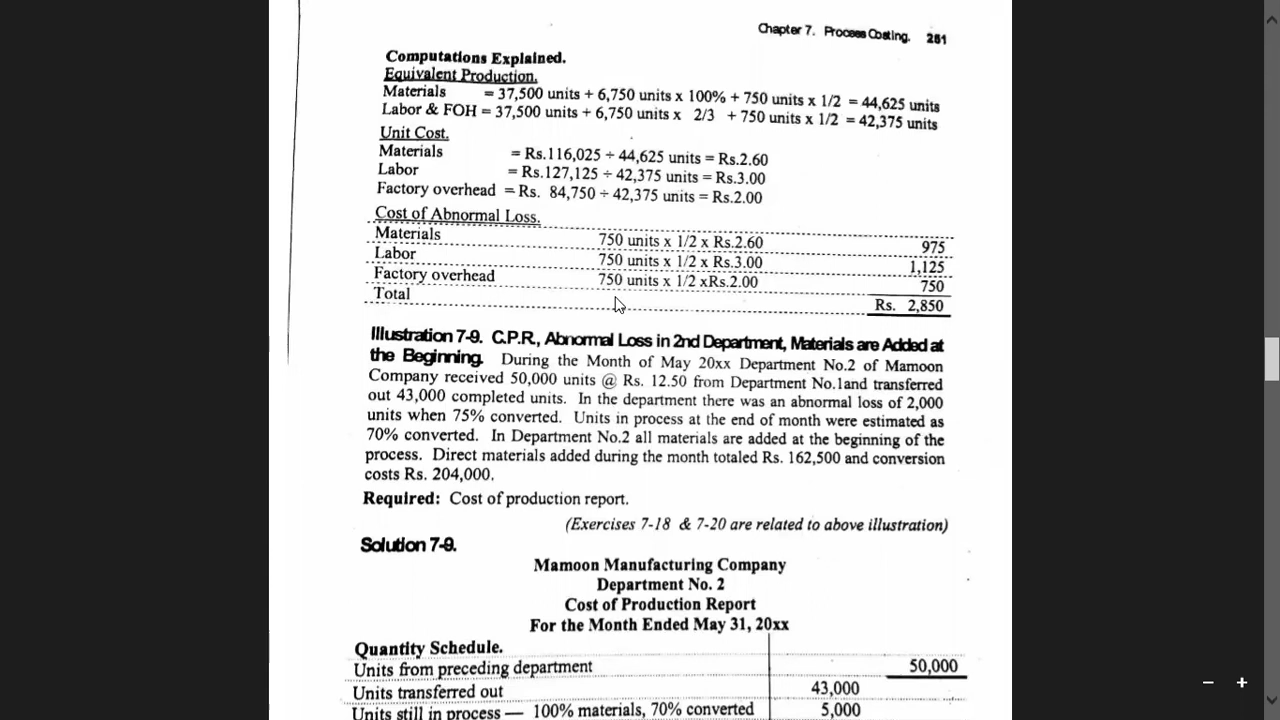 Chapter 7. Process Costing. 281
Computations Explained.
Equivalent Production.
Materials = 37,500 units + 6,750 units x 100% + 750 units x 1/2 = 44,625 units
Labor & FOH = 37,500 units + 6,750 units x 2/3 + 750 units x 1/2 = 42,375 units
Unit Cost.
Materials = Rs.116,025 ÷ 44,625 units = Rs.2.60
Labor = Rs.127,125 ÷ 42,375 units = Rs.3.00
Factory overhead = Rs. 84,750 ÷ 42,375 units = Rs.2.00
Cost of Abnormal Loss.
Materials 750 units x 1/2 x Rs.2.60 975
Labor 750 units x 1/2 x Rs.3.00 1,125
Factory overhead 750 units x 1/2 xRs.2.00 750
Total Rs. 2,850
Illustration 7-9. C.P.R., Abnormal Loss in 2nd Department, Materials are Added at
the Beginning. During the Month of May 20xx Department No.2 of Mamoon
Company received 50,000 units @ Rs. 12.50 from Department No.1and transferred
out 43,000 completed units. In the department there was an abnormal loss of 2,000
units when 75% converted. Units in process at the end of month were estimated as
70% converted. In Department No.2 all materials are added at the beginning of the
process. Direct materials added during the month totaled Rs. 162,500 and conversion
costs Rs. 204,000.
Required: Cost of production report.
(Exercises 7-18 & 7-20 are related to above illustration)
Solution 7-9.
Mamoon Manufacturing Company
Department No. 2
Cost of Production Report
For the Month Ended May 31, 20xx
Quantity Schedule.
Units from preceding department 50,000
Units transferred out 43,000
Units still in process — 100% materials, 70% converted 5,000